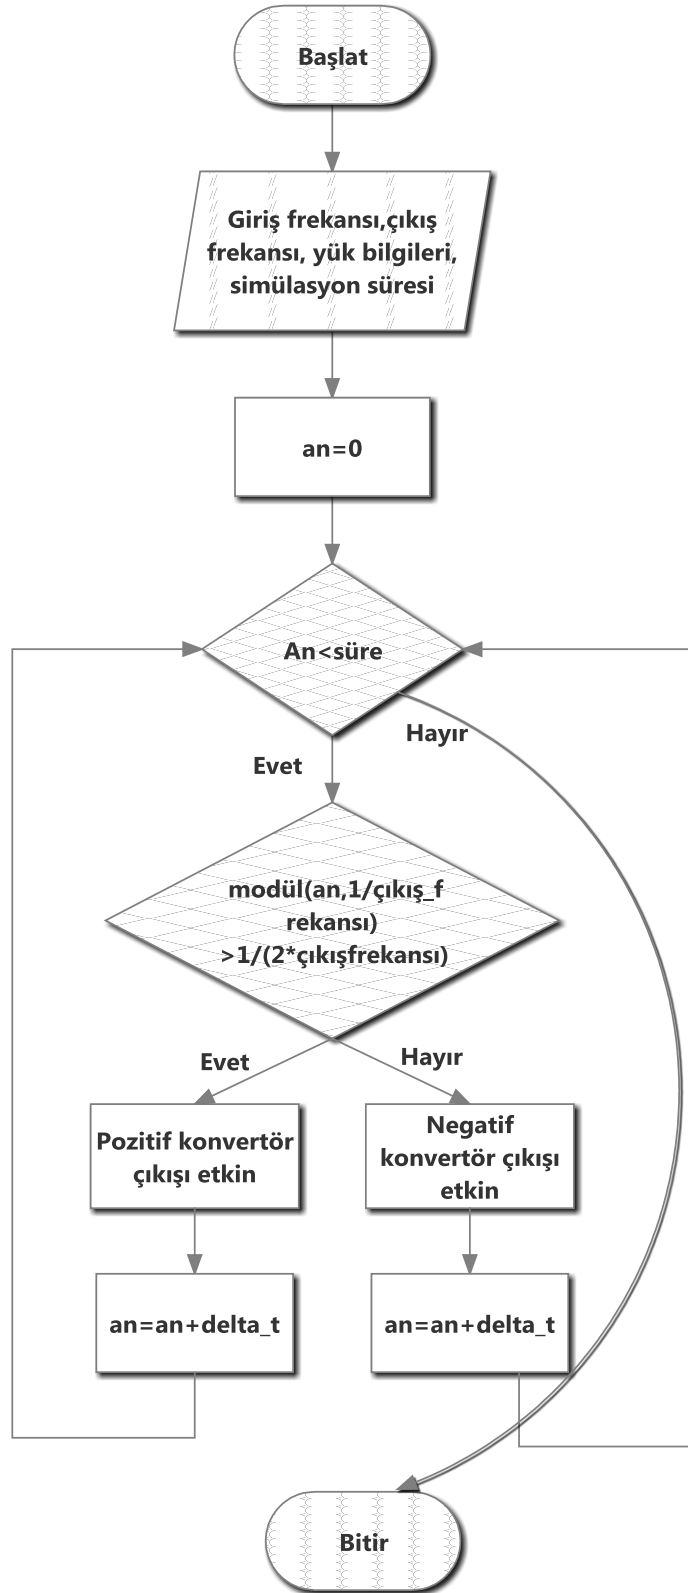 Başlat
Giriş frekansı,çıkış
frekansı, yük bilgileri,
simülasyon süresi
an=0
An<süre
Hayır
Evet
modül(an,1/çıkış_f
rekansı)
>1/(2*çıkışfrekansı)
Evet
Hayır
Pozitif konvertör
çıkışı etkin
Negatif
konvertör çıkışı
etkin
an=an+delta_t
an=an+delta_t
Bitir